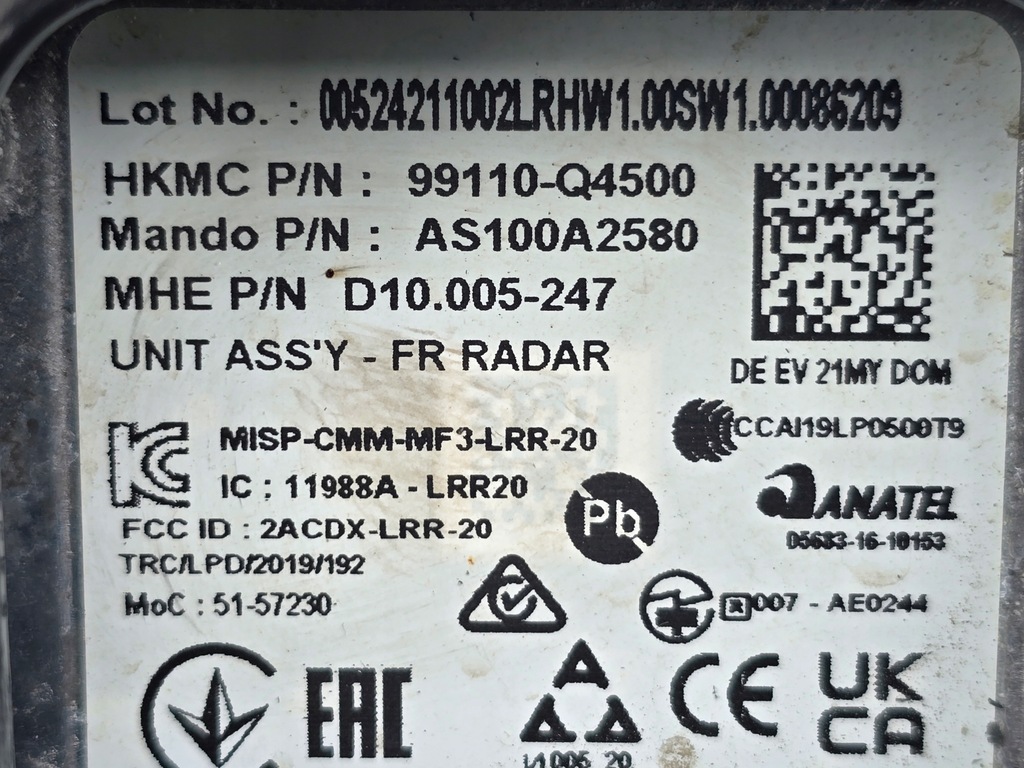 Lot No. : 00524211002LRHW1.00SW1.00086209
HKMC P/N : 99110-Q4500
Mando P/N : AS100A2580
MHE P/N D10.005-247
UNIT ASS'Y - FR RADAR
DE EV 21MY DOM
MISP-CMM-MF3-LRR-20
CCAI19LP0500T9
IC : 11988A - LRR20
Pb
ANATEL
FCC ID : 2ACDX-LRR-20
05683-16-10153
TRC/LPD/2019/192
MoC : 51-57230
R 007 - AE0244
EAC
CE
UK
CA